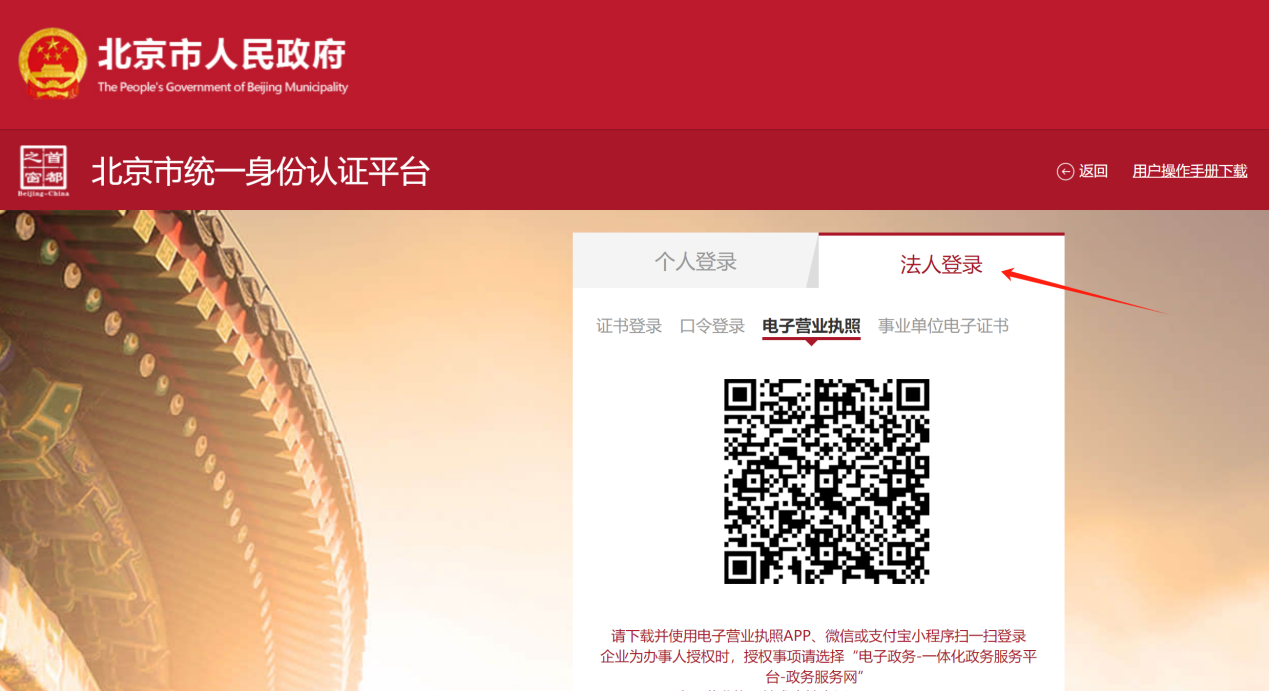 北京市人民政府
The People's Government of Beijing Municipality
首都之窗
Beijing-China
北京市统一身份认证平台
返回 用户操作手册下载
个人登录 法人登录
证书登录 口令登录 电子营业执照 事业单位电子证书
请下载并使用电子营业执照APP、微信或支付宝小程序扫一扫登录
企业为办事人授权时，授权事项请选择“电子政务-一体化政务服务平
台-政务服务网”